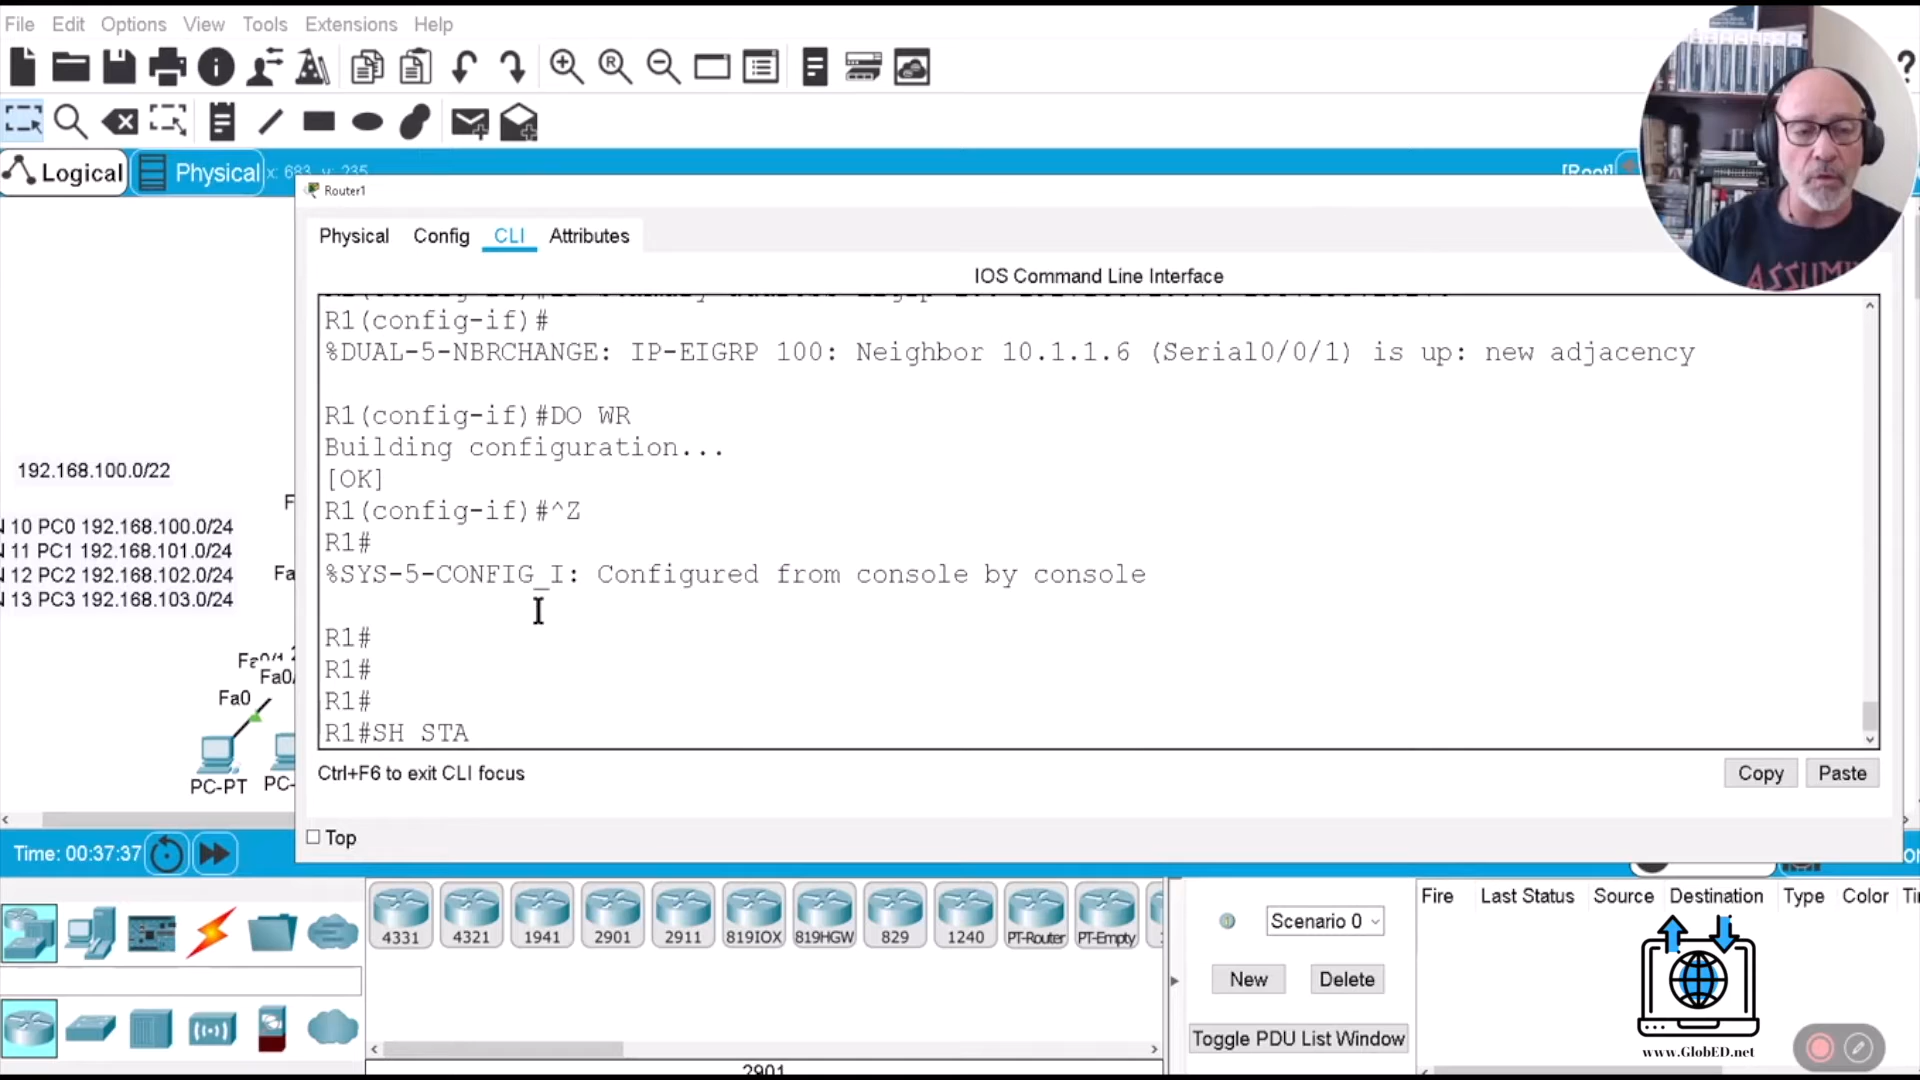 File Edit Options View Tools Extensions Help
?
Logical Physical x: 683, y: 235 [Root]
Router1
Physical Config CLI Attributes
IOS Command Line Interface
R1(config-if)#
%DUAL-5-NBRCHANGE: IP-EIGRP 100: Neighbor 10.1.1.6 (Serial0/0/1) is up: new adjacency
R1(config-if)#DO WR
Building configuration...
[OK]
R1(config-if)#^Z
R1#
%SYS-5-CONFIG_I: Configured from console by console
R1#
R1#
R1#
R1#SH STA
Ctrl+F6 to exit CLI focus
Copy Paste
Top
192.168.100.0/22
N 10 PC0 192.168.100.0/24
N 11 PC1 192.168.101.0/24
N 12 PC2 192.168.102.0/24
N 13 PC3 192.168.103.0/24
F
Fa
Fa0/
Fa0
PC-PT PC-
Time: 00:37:37
4331 4321 1941 2901 2911 819IOX 819HGW 829 1240 PT-Router PT-Empty
2901
Scenario 0
New Delete
Toggle PDU List Window
Fire Last Status Source Destination Type Color
www.GlobED.net
ASSUM